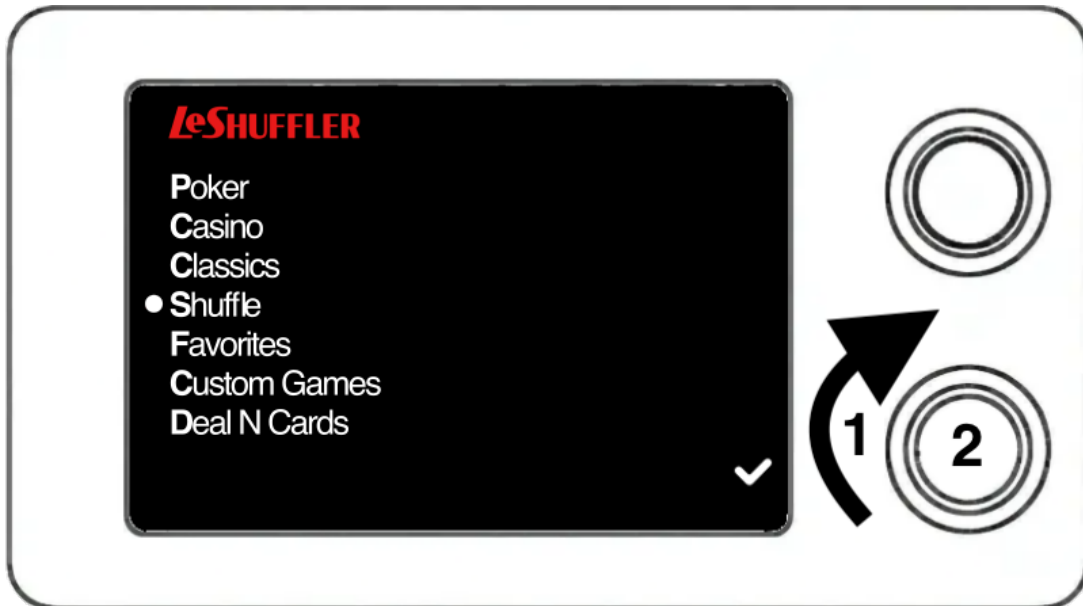 LeSHUFFLER
Poker
Casino
Classics
Shuffle
Favorites
Custom Games
Deal N Cards
1
2